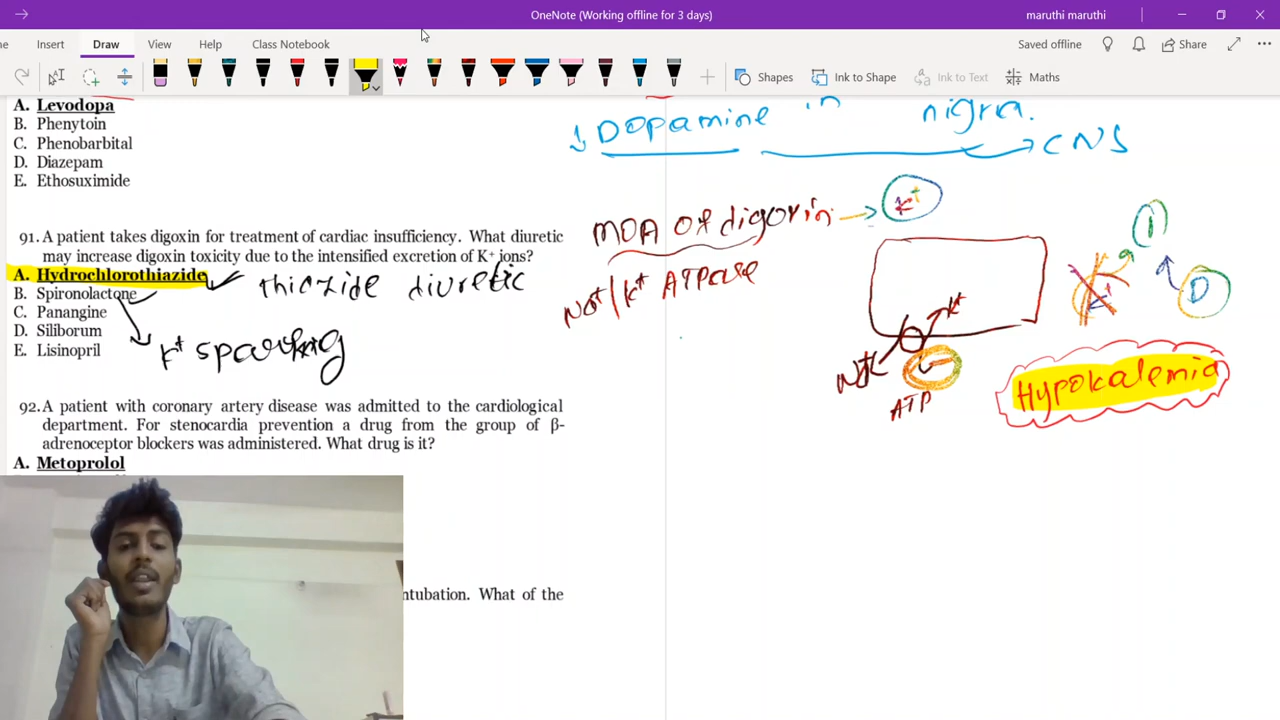 OneNote (Working offline for 3 days)
maruthi maruthi
Insert
Draw
View
Help
Class Notebook
Saved offline
Share
Shapes
Ink to Shape
Ink to Text
Maths
A. Levodopa
B. Phenytoin
C. Phenobarbital
D. Diazepam
E. Ethosuximide
91. A patient takes digoxin for treatment of cardiac insufficiency. What diuretic
may increase digoxin toxicity due to the intensified excretion of K+ ions?
A. Hydrochlorothiazide
B. Spironolactone
C. Panangine
D. Siliborum
E. Lisinopril
thiazide diuretic
K+ sparing
92. A patient with coronary artery disease was admitted to the cardiological
department. For stenocardia prevention a drug from the group of β-
adrenoceptor blockers was administered. What drug is it?
A. Metoprolol
ntubation. What of the
↓ Dopamine in nigra.
CNS
MOA Of digoxin → K+
Na+/K+ ATPase
K+
Na+
ATP
D
Hypokalemia